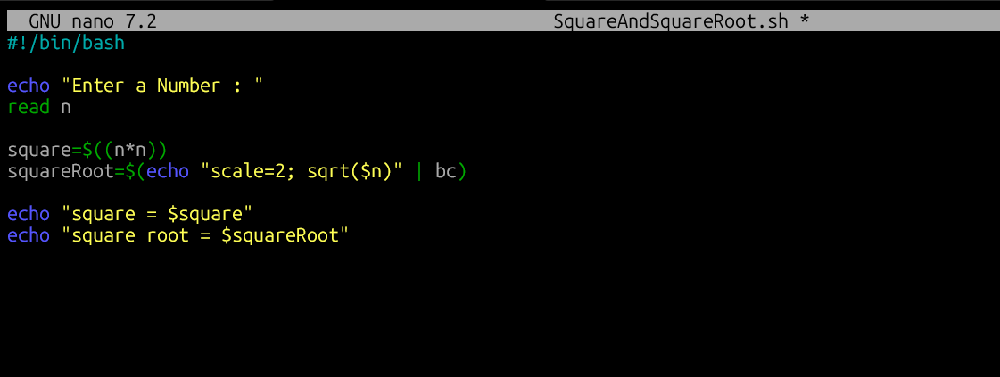 GNU nano 7.2 SquareAndSquareRoot.sh *
#!/bin/bash
echo "Enter a Number : "
read n
square=$((n*n))
squareRoot=$(echo "scale=2; sqrt($n)" | bc)
echo "square = $square"
echo "square root = $squareRoot"